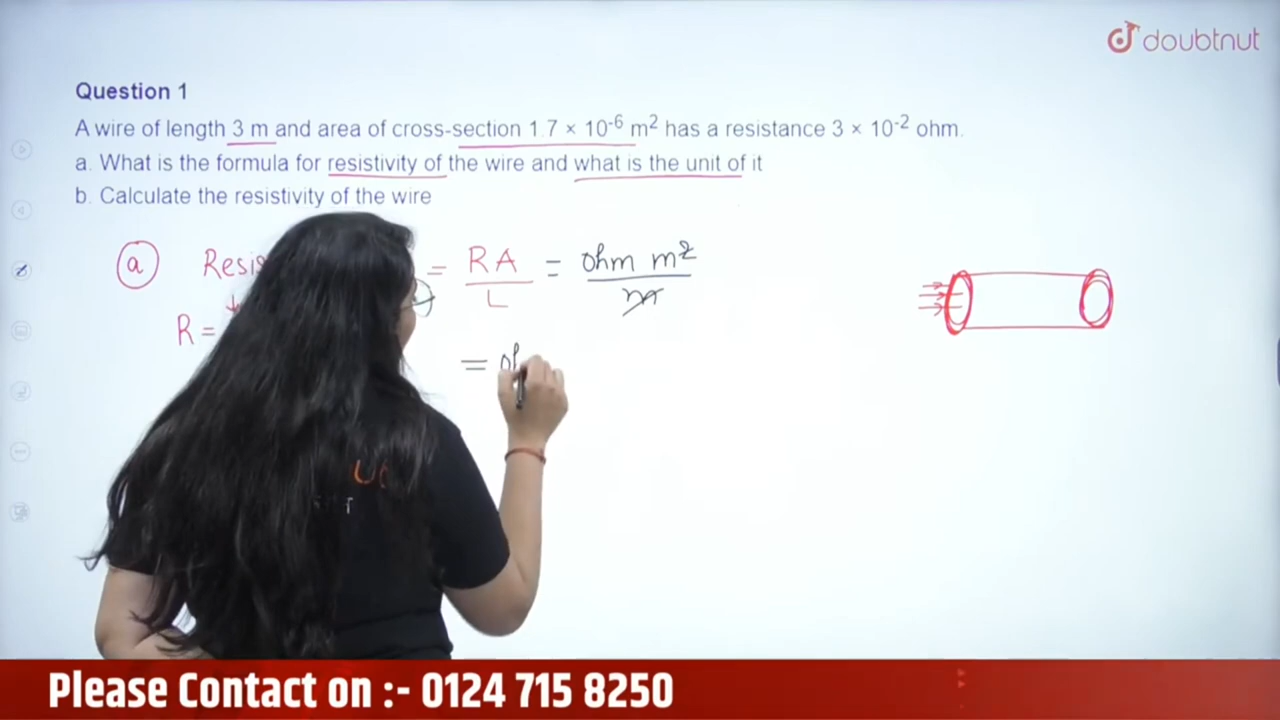 doubtnut
Question 1
A wire of length 3 m and area of cross-section 1.7 × 10⁻⁶ m² has a resistance 3 × 10⁻² ohm.
a. What is the formula for resistivity of the wire and what is the unit of it
b. Calculate the resistivity of the wire
a = RA / L = ohm m² / m
R =
=
Please Contact on :- 0124 715 8250